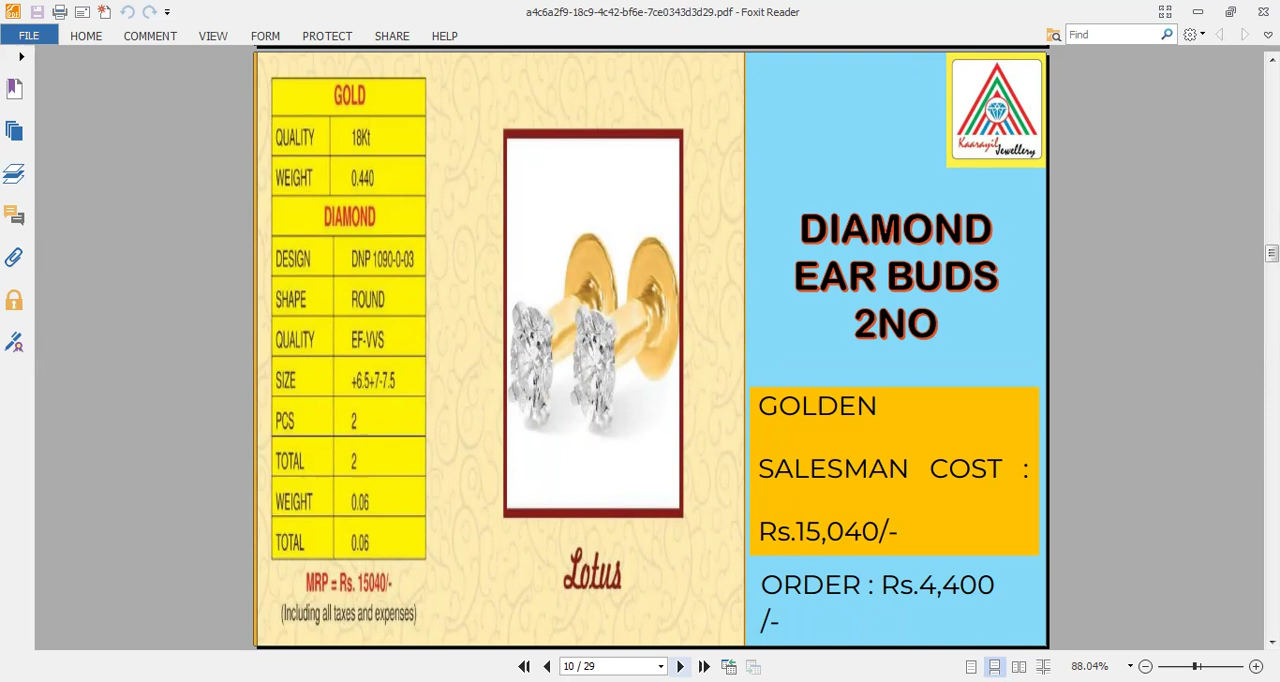 a4c6a2f9-18c9-4c42-bf6e-7ce0343d3d29.pdf - Foxit Reader
FILE HOME COMMENT VIEW FORM PROTECT SHARE HELP
Find
GOLD
QUALITY 18Kt
WEIGHT 0.440
DIAMOND
DESIGN DNP 1090-0-03
SHAPE ROUND
QUALITY EF-VVS
SIZE +6.5+7-7.5
PCS 2
TOTAL 2
WEIGHT 0.06
TOTAL 0.06
MRP = Rs. 15040/-
(Including all taxes and expenses)
Lotus
Kaarayil
Jewellery
DIAMOND
EAR BUDS
2NO
GOLDEN
SALESMAN COST :
Rs.15,040/-
ORDER : Rs.4,400
/-
10 / 29
88.04%